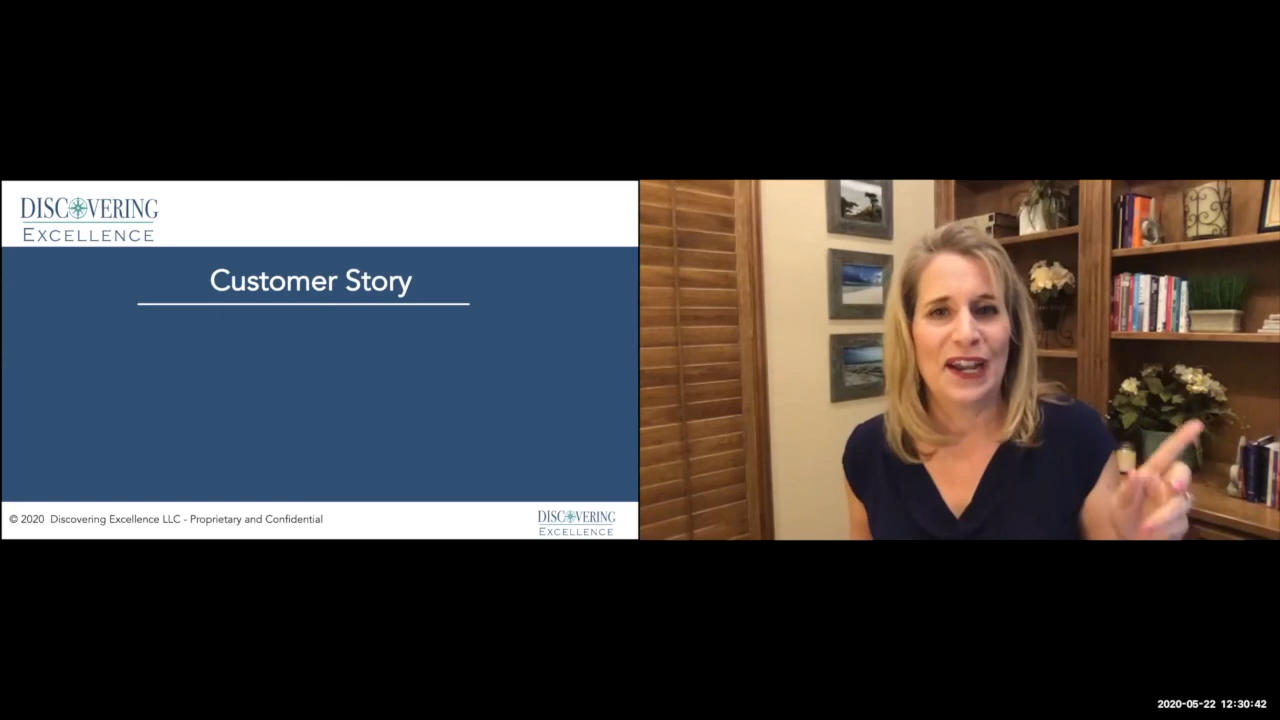 DISCOVERING
EXCELLENCE
Customer Story
© 2020 Discovering Excellence LLC - Proprietary and Confidential
DISCOVERING
EXCELLENCE
2020-05-22 12:30:42